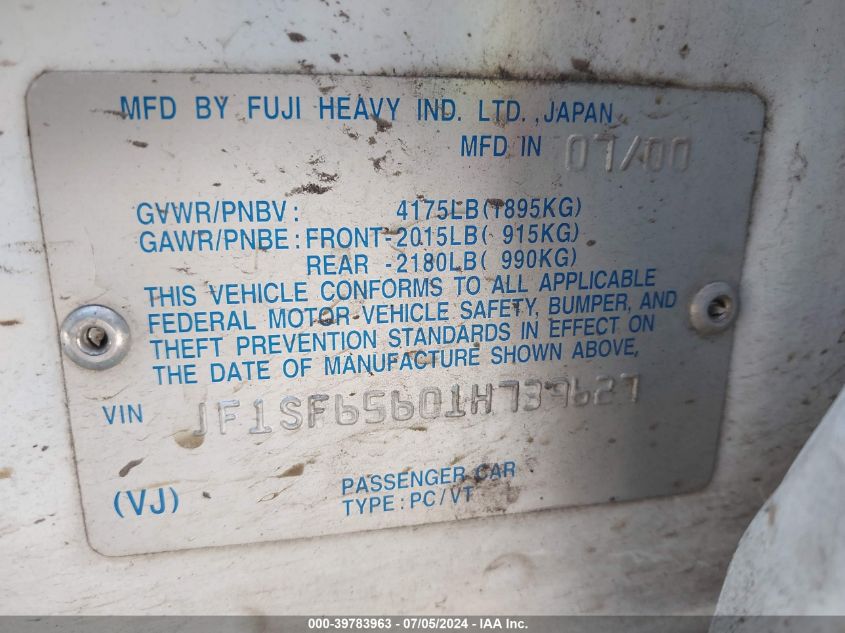 MFD BY FUJI HEAVY IND. LTD., JAPAN
MFD IN 07/00
GVWR/PNBV: 4175LB(1895KG)
GAWR/PNBE: FRONT-2015LB( 915KG)
REAR -2180LB( 990KG)
THIS VEHICLE CONFORMS TO ALL APPLICABLE
FEDERAL MOTOR VEHICLE SAFETY, BUMPER, AND
THEFT PREVENTION STANDARDS IN EFFECT ON
THE DATE OF MANUFACTURE SHOWN ABOVE,
VIN JF1SF65601H739627
(VJ)
PASSENGER CAR
TYPE: PC/VT
000-39783963 - 07/05/2024 - IAA Inc.